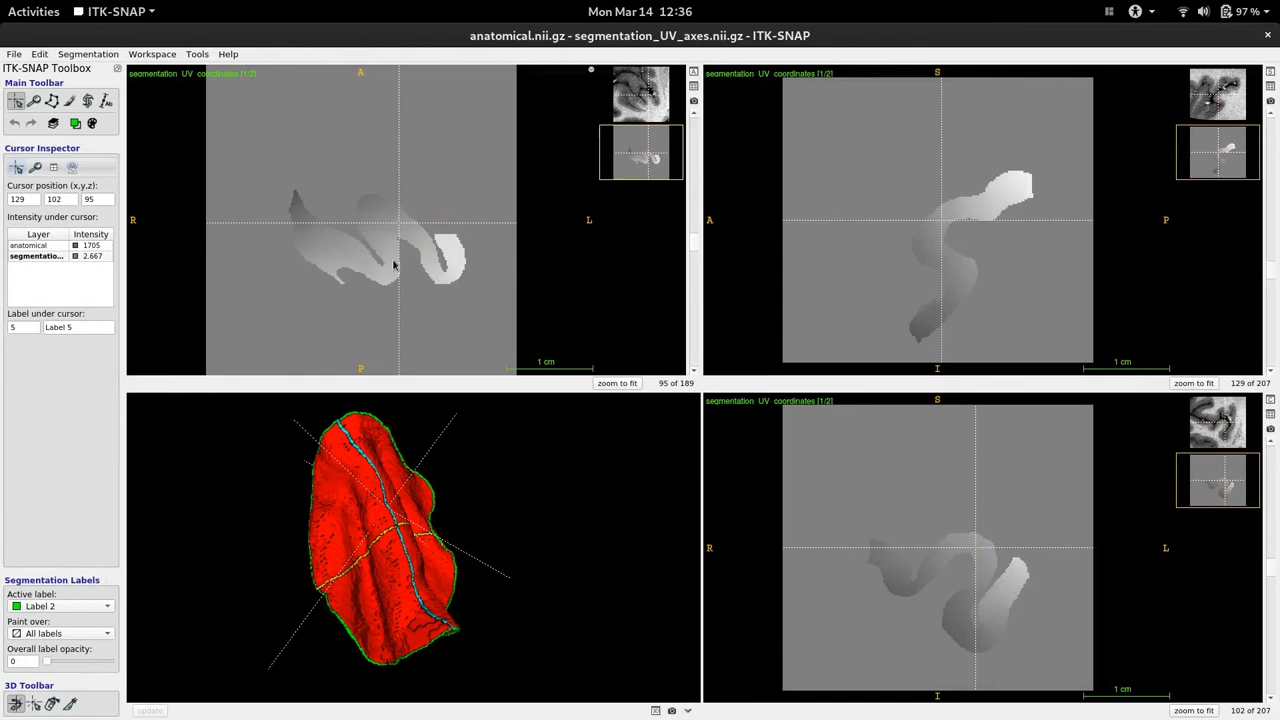 Activities ITK-SNAP Mon Mar 14 12:36 97 %
anatomical.nii.gz - segmentation_UV_axes.nii.gz - ITK-SNAP
File Edit Segmentation Workspace Tools Help
ITK-SNAP Toolbox
Main Toolbar
Cursor Inspector
Cursor position (x,y,z):
129 102 95
Intensity under cursor:
Layer Intensity
anatomical 1705
segmentatio... 2.667
Label under cursor:
5 Label 5
Segmentation Labels
Active label:
Label 2
Paint over:
All labels
Overall label opacity:
0
3D Toolbar
segmentation UV coordinates [1/2]
A
R
L
P
1 cm
zoom to fit 95 of 189
segmentation UV coordinates [1/2]
S
A
P
I
1 cm
zoom to fit 129 of 207
update
segmentation UV coordinates [1/2]
S
R
L
I
1 cm
zoom to fit 102 of 207